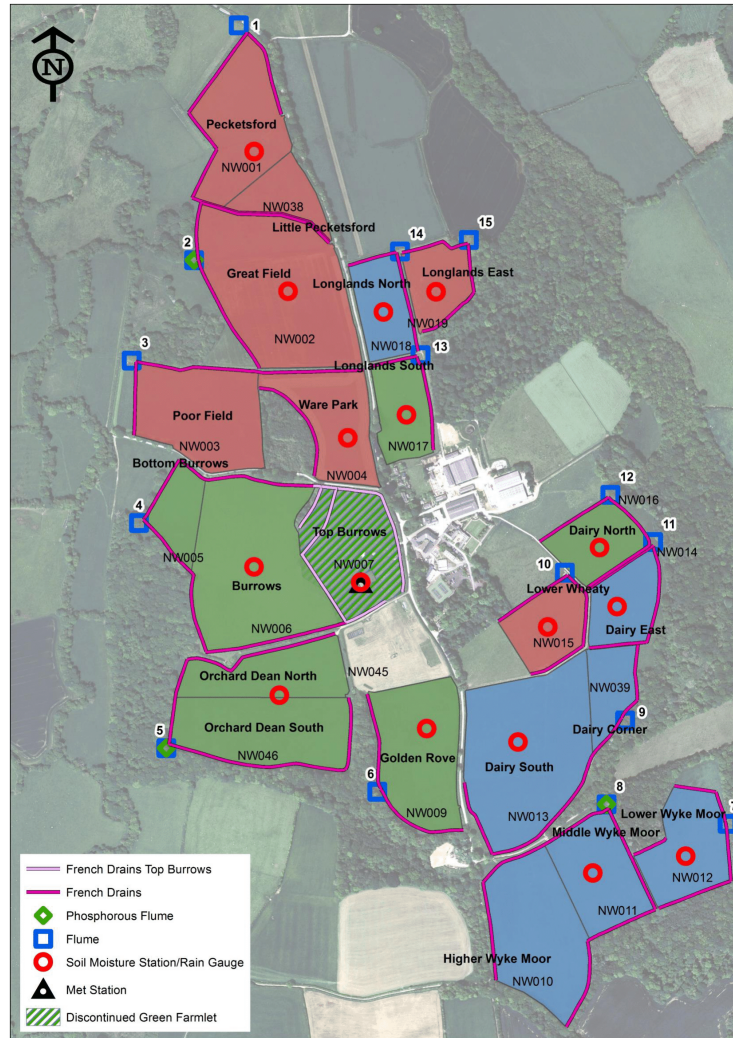 1
N
Pecketsford
NW001
NW038
Little Pecketsford
14
15
2
Great Field
Longlands North
Longlands East
NW002
NW018
NW019
3
13
Longlands South
Poor Field
Ware Park
NW003
NW004
NW017
Bottom Burrows
4
12
NW016
Top Burrows
Dairy North
11
NW005
NW014
NW007
10
Burrows
Lower Wheaty
NW006
NW015
Dairy East
Orchard Dean North
NW045
NW039
Orchard Dean South
5
NW046
Golden Rove
9
Dairy Corner
Dairy South
6
8
NW009
NW013
Lower Wyke Moor
7
Middle Wyke Moor
NW012
NW011
Higher Wyke Moor
NW010
French Drains Top Burrows
French Drains
Phosphorous Flume
Flume
Soil Moisture Station/Rain Gauge
Met Station
Discontinued Green Farmlet